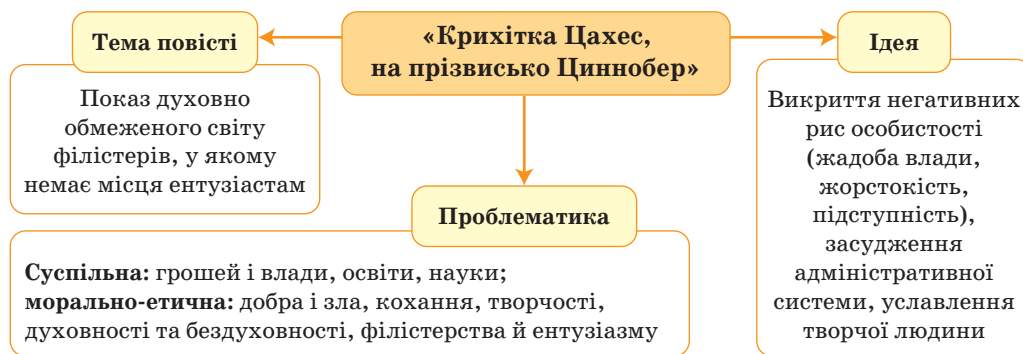 «Крихітка Цахес,
на прізвисько Циннобер»
Тема повісті
Показ духовно
обмеженого світу
філістерів, у якому
немає місця ентузіастам
Проблематика
Суспільна: грошей і влади, освіти, науки;
морально-етична: добра і зла, кохання, творчості,
духовності та бездуховності, філістерства й ентузіазму
Ідея
Викриття негативних
рис особистості
(жадоба влади,
жорстокість,
підступність),
засудження
адміністративної
системи, уславлення
творчої людини